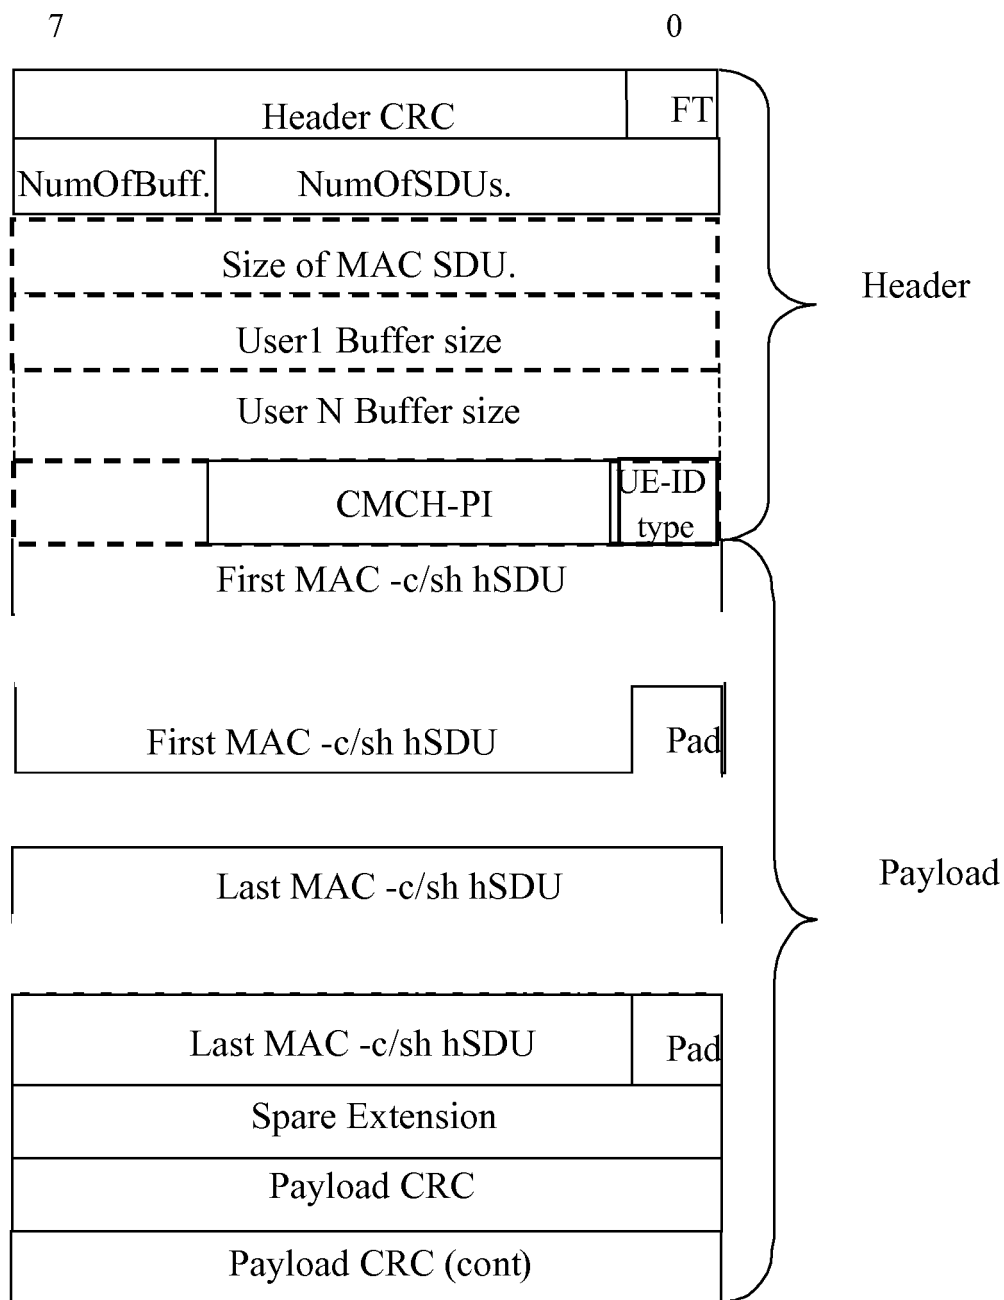 7 0
Header CRC FT
NumOfBuff. NumOfSDUs.
Size of MAC SDU.
Header
User1 Buffer size
User N Buffer size
CMCH-PI UE-ID
type
First MAC -c/sh hSDU
First MAC -c/sh hSDU Pad
Last MAC -c/sh hSDU
Payload
Last MAC -c/sh hSDU Pad
Spare Extension
Payload CRC
Payload CRC (cont)